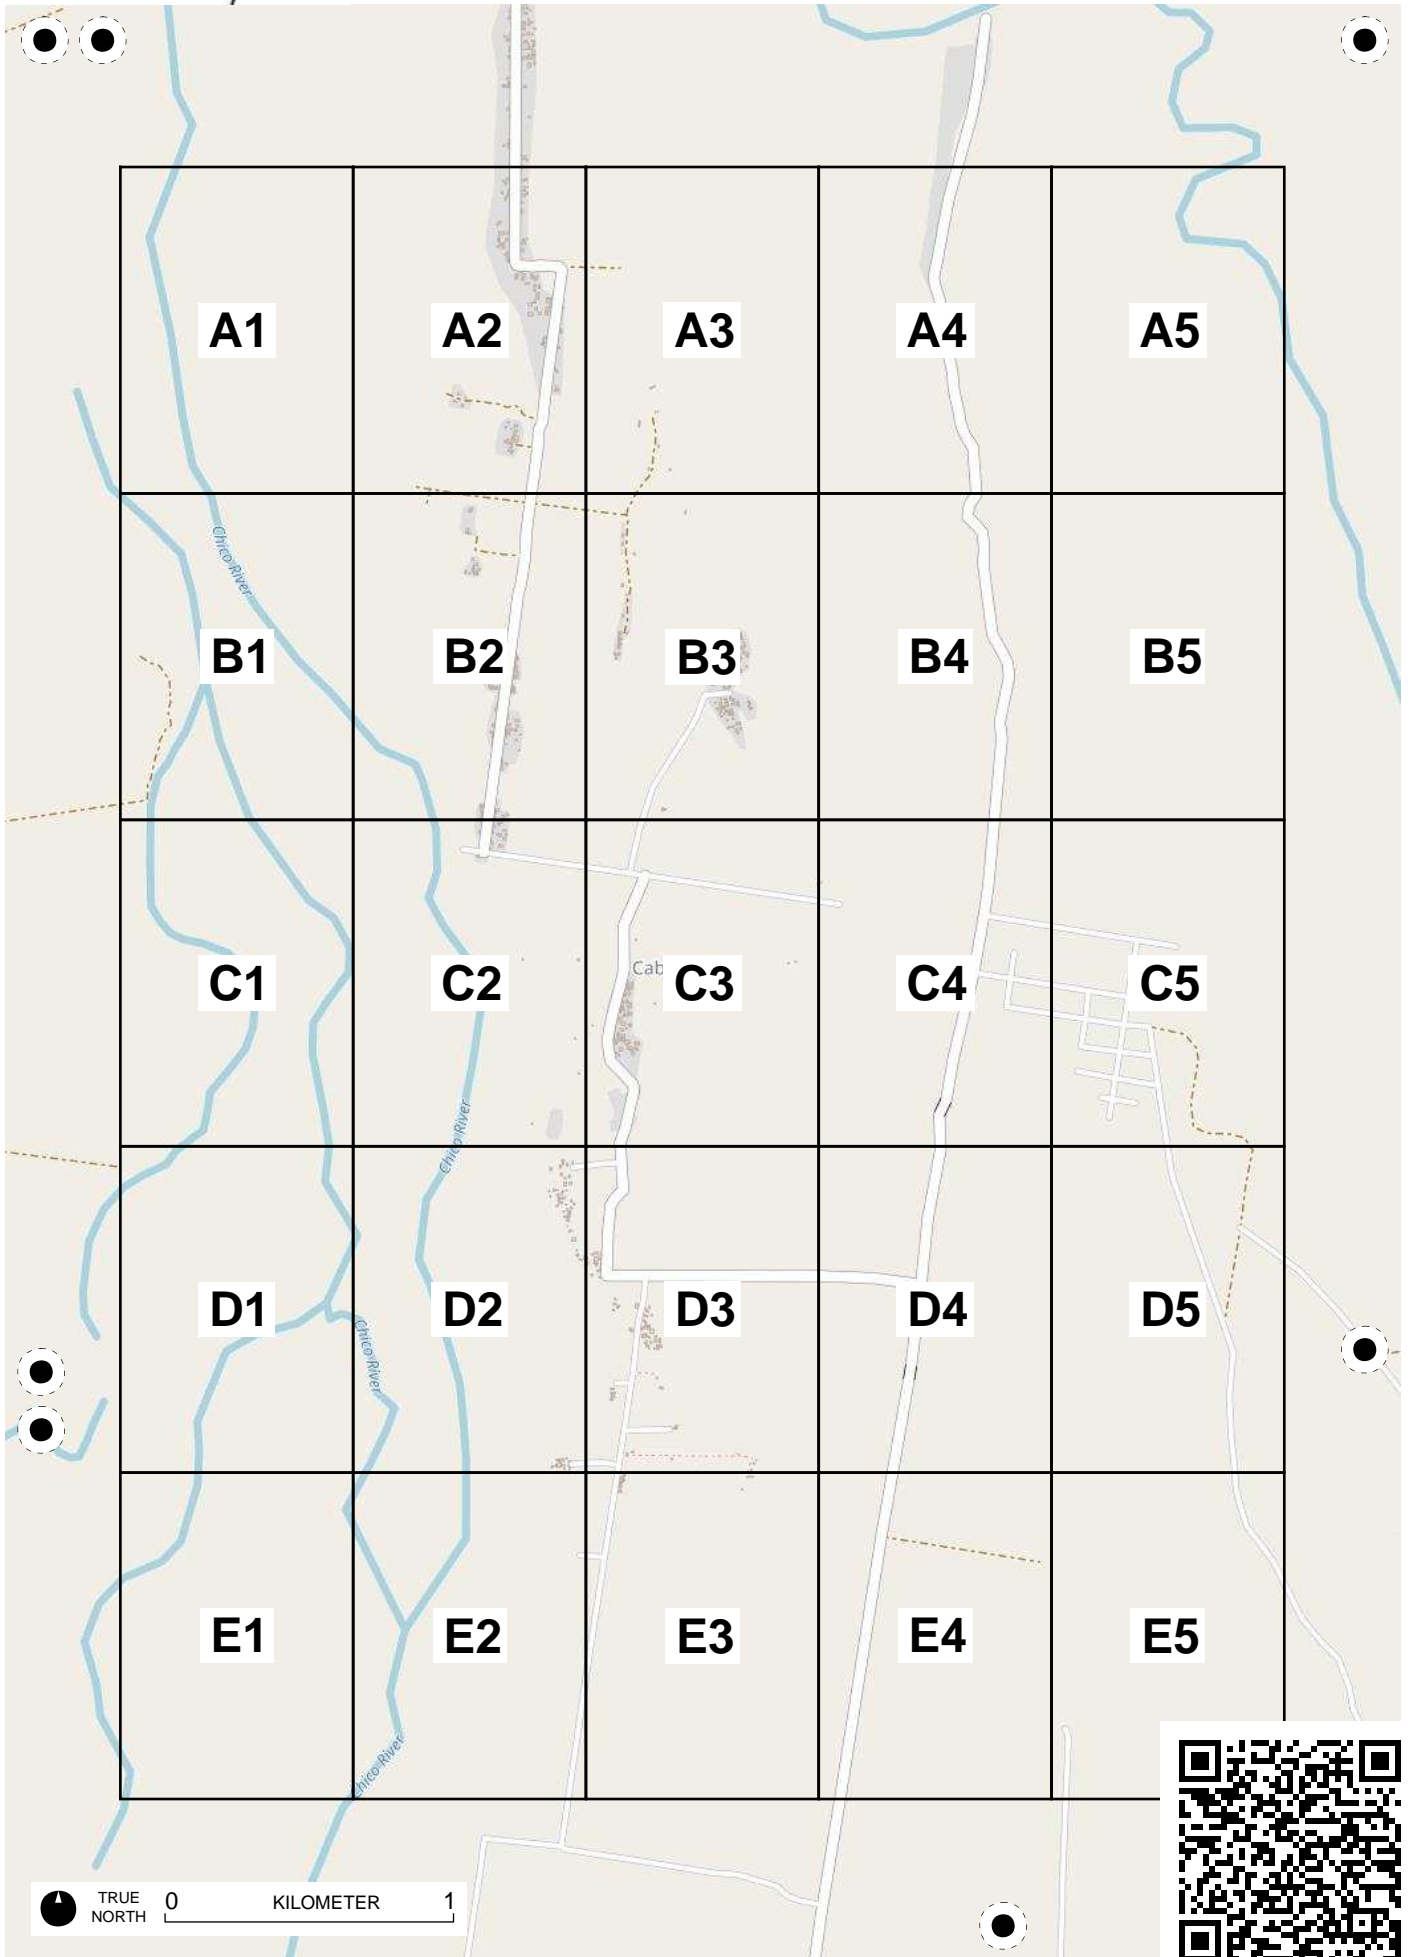 A1 A2 A3 A4 A5
Chico River
B1 B2 B3 B4 B5
Cab
C1 C2 C3 C4 C5
Chico River
D1 D2 D3 D4 D5
Chico River
E1 E2 E3 E4 E5
Chico River
TRUE NORTH
0 KILOMETER 1